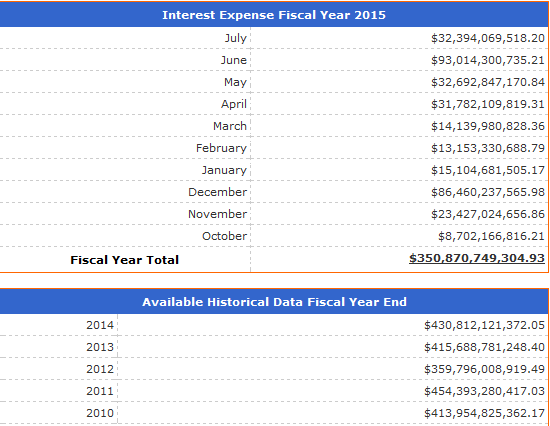 Interest Expense Fiscal Year 2015
July $32,394,069,518.20
June $93,014,300,735.21
May $32,692,847,170.84
April $31,782,109,819.31
March $14,139,980,828.36
February $13,153,330,688.79
January $15,104,681,505.17
December $86,460,237,565.98
November $23,427,024,656.86
October $8,702,166,816.21
Fiscal Year Total $350,870,749,304.93
Available Historical Data Fiscal Year End
2014 $430,812,121,372.05
2013 $415,688,781,248.40
2012 $359,796,008,919.49
2011 $454,393,280,417.03
2010 $413,954,825,362.17